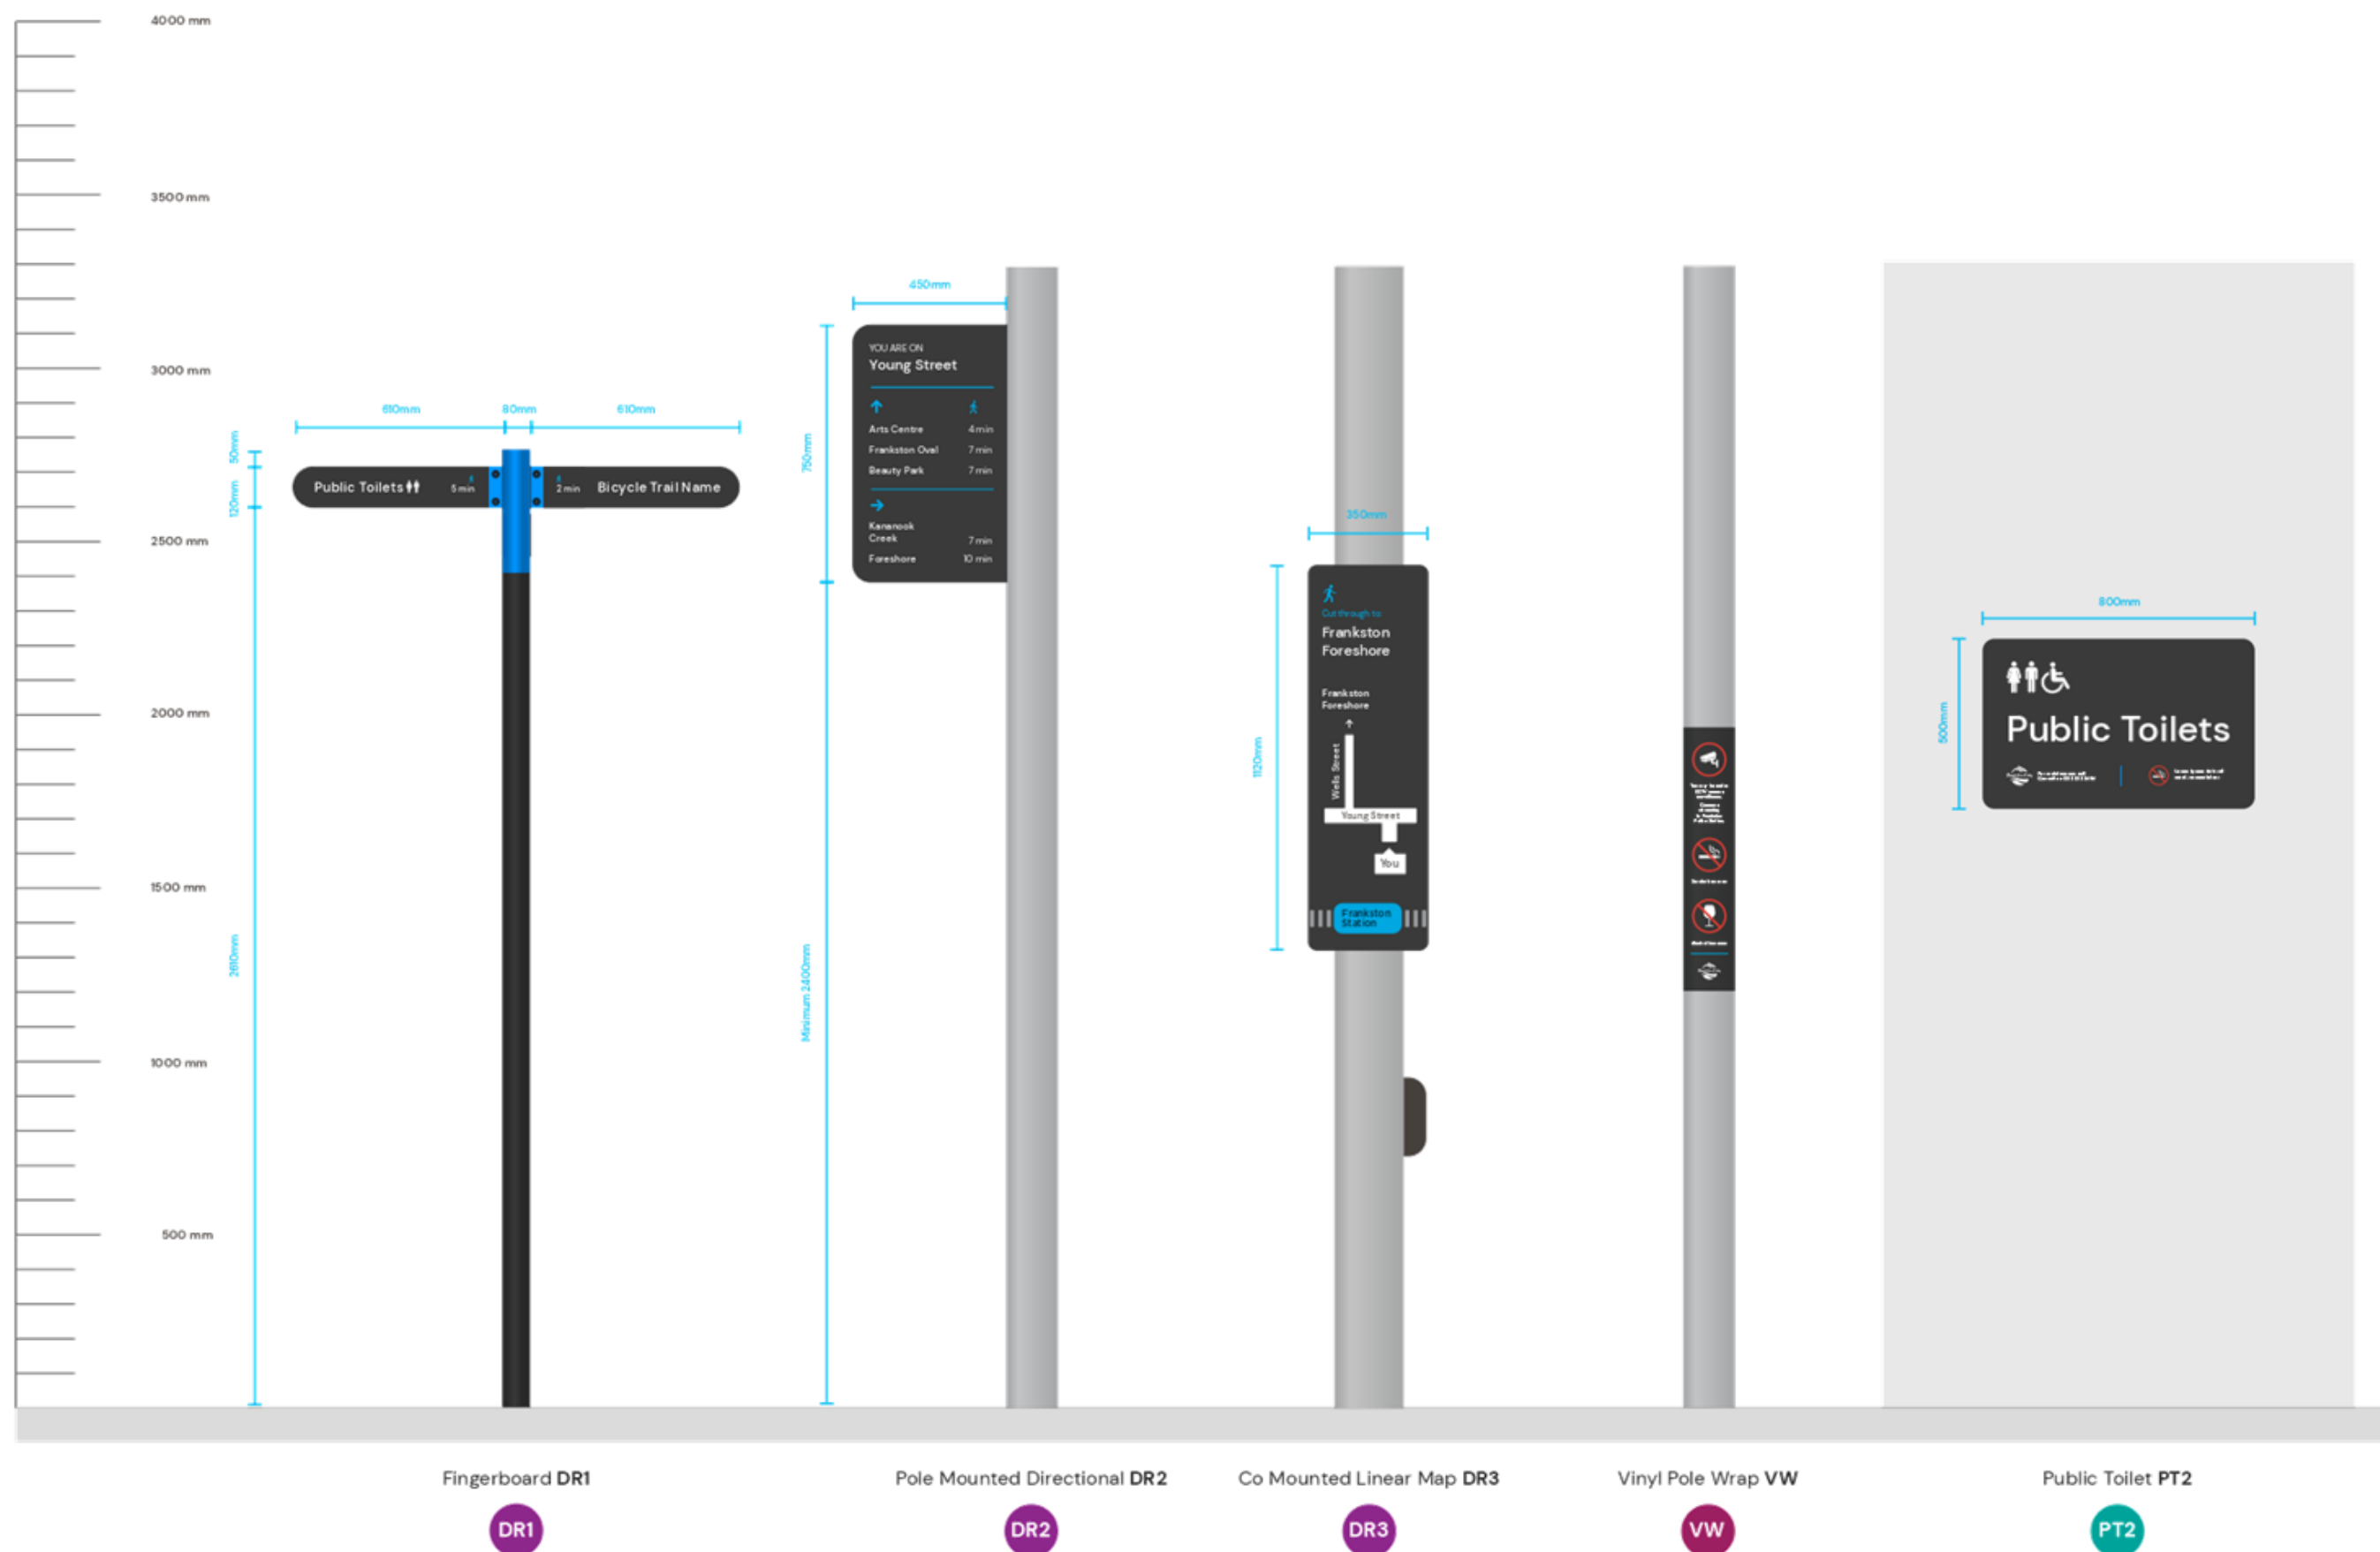 4000 mm
3500 mm
3000 mm
2500 mm
2000 mm
1500 mm
1000 mm
500 mm
610mm
80mm
610mm
50mm
120mm
2610mm
Public Toilets
5 min
2 min
Bicycle Trail Name
450mm
750mm
Minimum 2400mm
YOU ARE ON
Young Street
Arts Centre 4 min
Frankston Oval 7 min
Beauty Park 7 min
Kananook
Creek 7 min
Foreshore 10 min
350mm
1120mm
Cut through to:
Frankston
Foreshore
Frankston
Foreshore
Wells Street
Young Street
You
Frankston
Station
800mm
500mm
Public Toilets
Fingerboard DR1
Pole Mounted Directional DR2
Co Mounted Linear Map DR3
Vinyl Pole Wrap VW
Public Toilet PT2
DR1
DR2
DR3
VW
PT2